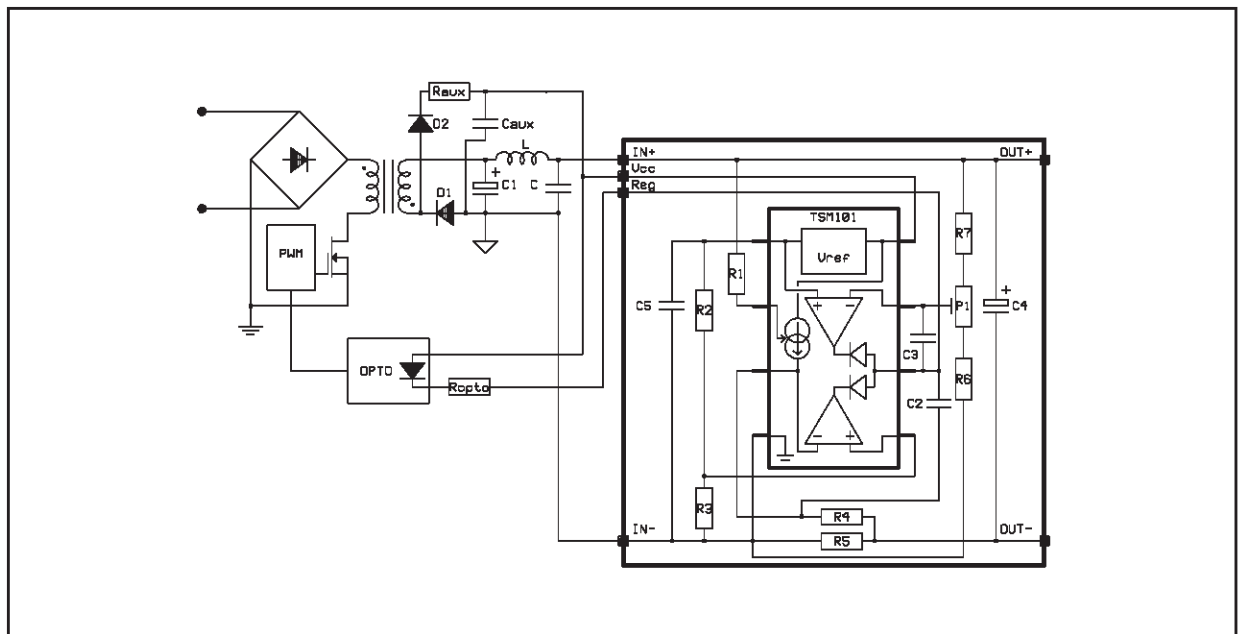 Raux
D2
Caux
L
IN+
OUT+
Vcc
Reg
D1
+
C1
C
TSM101
PWM
Vref
R7
R1
C5
R2
+
-
P1
+
C4
C3
OPTO
Ropto
R6
C2
-
+
R3
IN-
R4
R5
OUT-